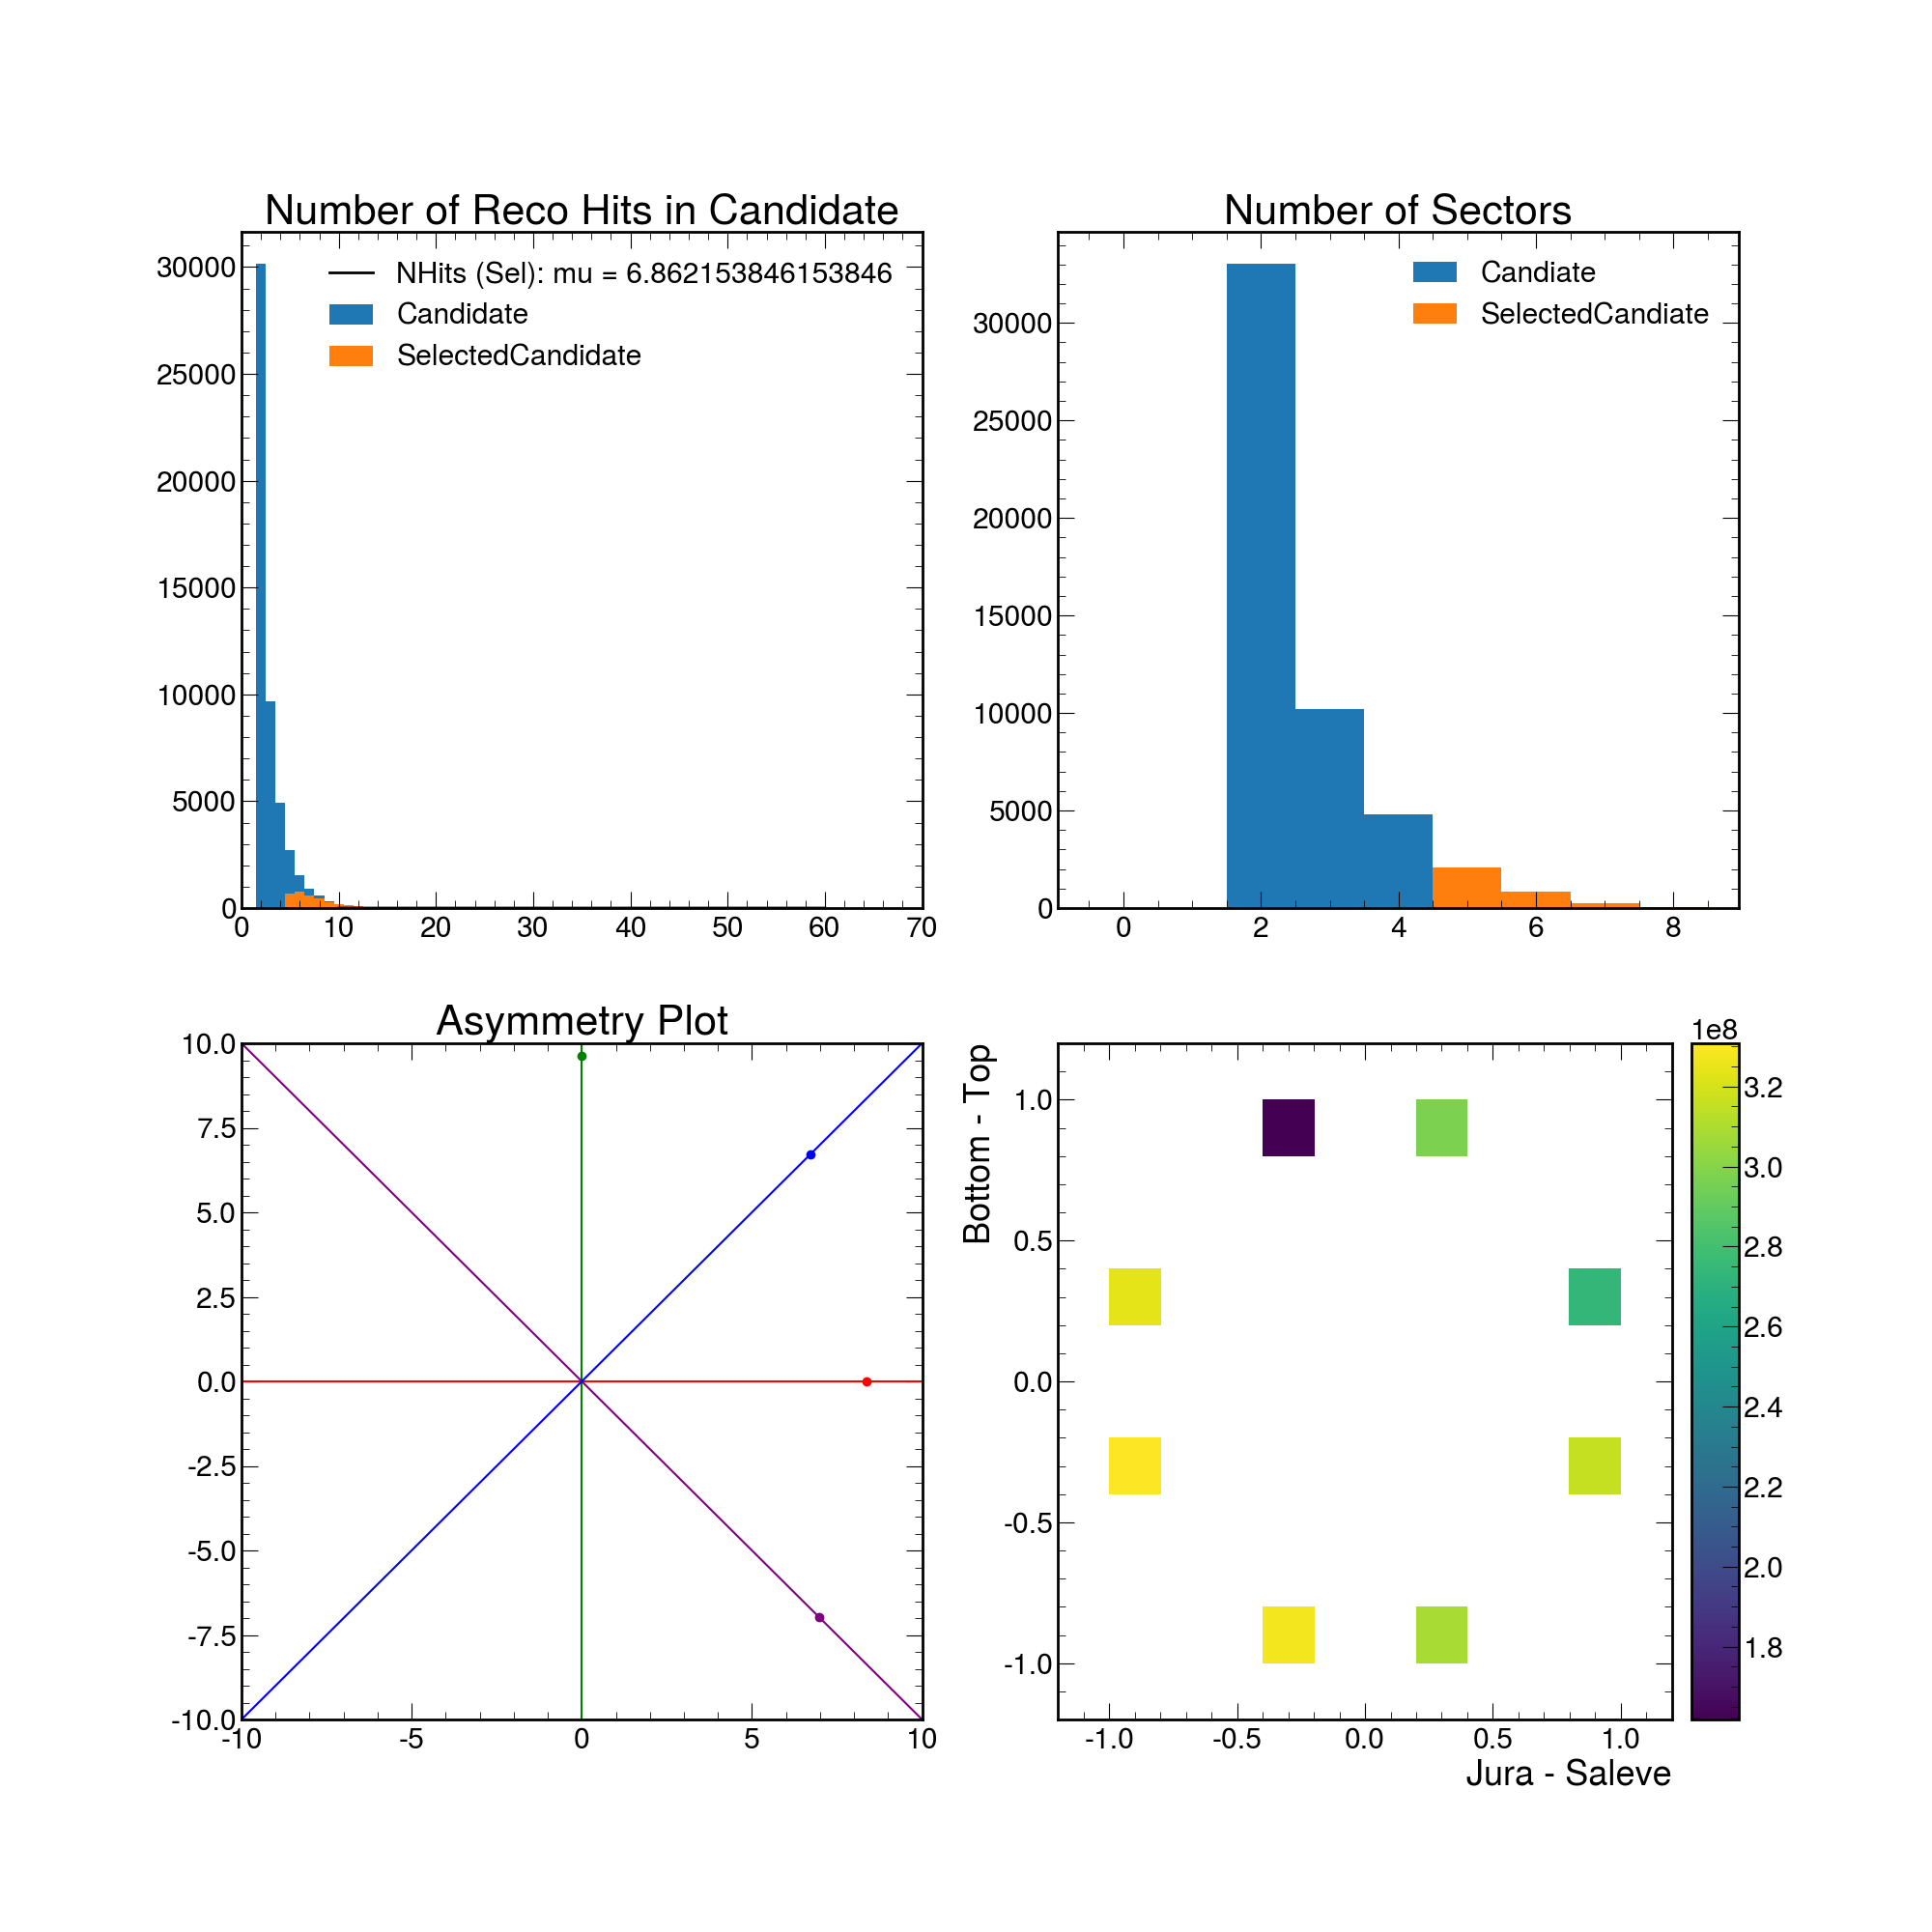 Number of Reco Hits in Candidate
NHits (Sel): mu = 6.862153846153846
Candidate
SelectedCandidate
30000
25000
20000
15000
10000
5000
0
0 10 20 30 40 50 60 70
Number of Sectors
Candiate
SelectedCandiate
30000
25000
20000
15000
10000
5000
0
0 2 4 6 8
Asymmetry Plot
10.0
7.5
5.0
2.5
0.0
-2.5
-5.0
-7.5
-10.0
-10 -5 0 5 10
Bottom - Top
1.0
0.5
0.0
-0.5
-1.0
-1.0 -0.5 0.0 0.5 1.0
Jura - Saleve
1e8
3.2
3.0
2.8
2.6
2.4
2.2
2.0
1.8